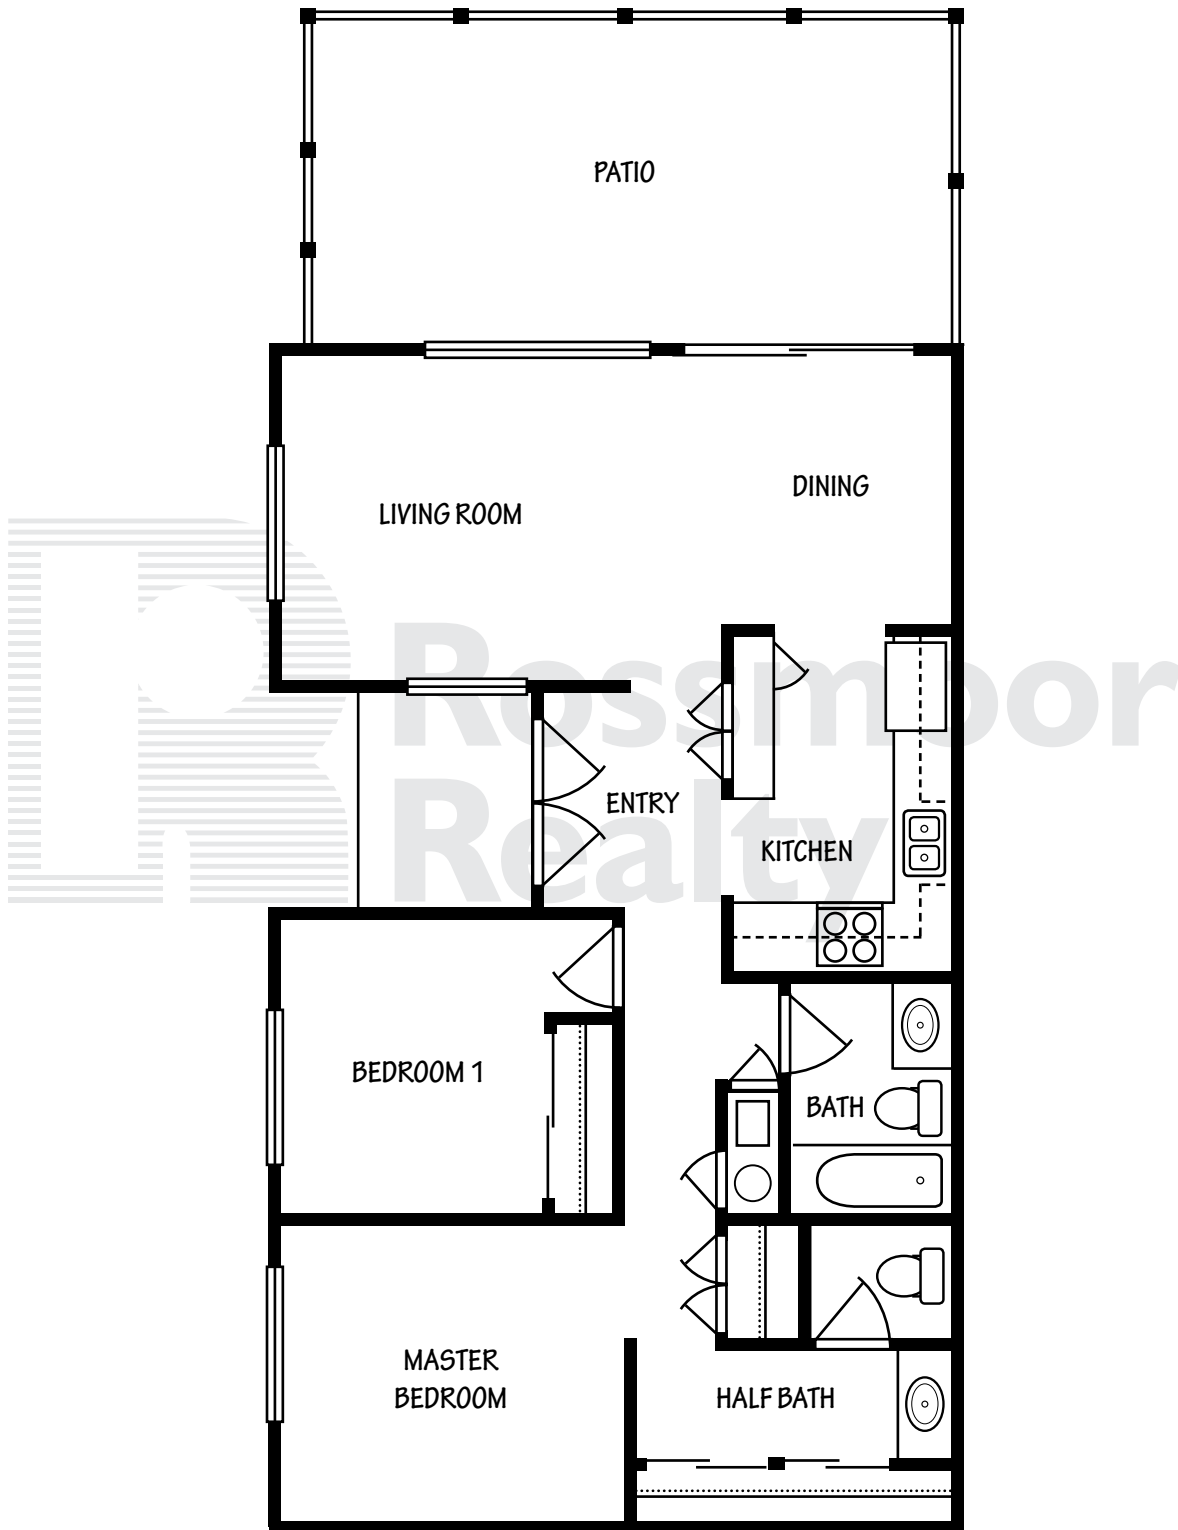 PATIO
LIVING ROOM
DINING
Rossmoor
Realty
ENTRY
KITCHEN
BEDROOM 1
BATH
MASTER
BEDROOM
HALF BATH